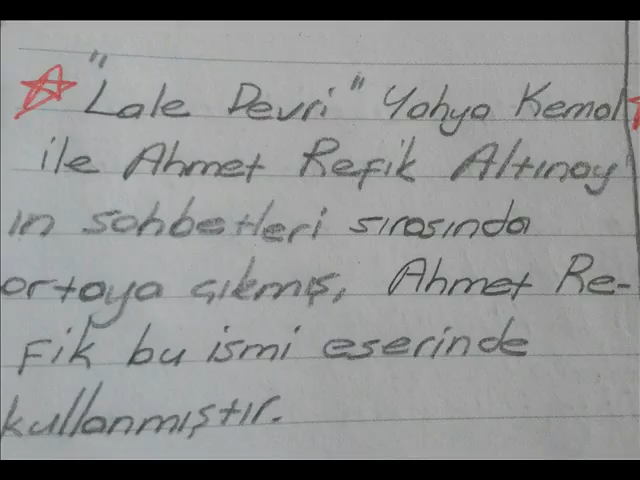 "Lale Devri" Yahya Kemal
ile Ahmet Refik Altınay'
ın sohbetleri sırasında
ortaya çıkmış, Ahmet Re-
fik bu ismi eserinde
kullanmıştır.